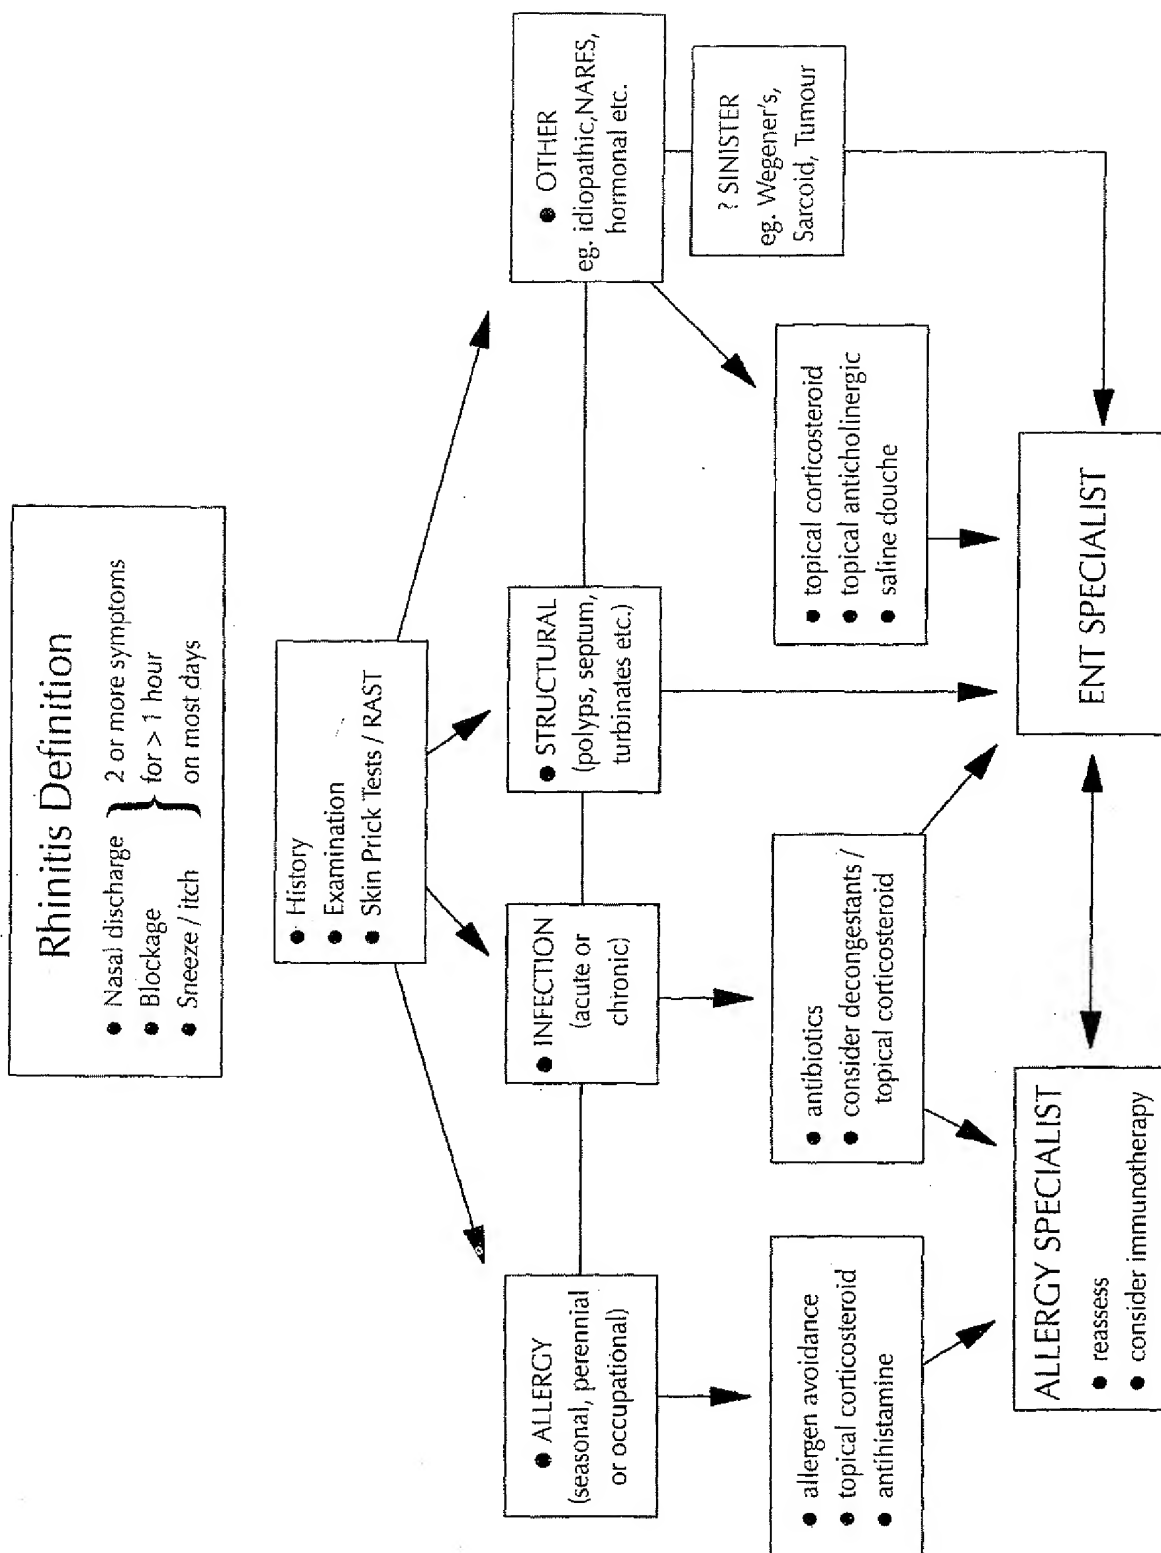 Rhinitis Definition
● Nasal discharge
● Blockage
● Sneeze / itch
2 or more symptoms
for > 1 hour
on most days
● History
● Examination
● Skin Prick Tests / RAST
● ALLERGY
(seasonal, perennial
or occupational)
● INFECTION
(acute or
chronic)
● STRUCTURAL
(polyps, septum,
turbinates etc.)
● OTHER
eg. idiopathic,NARES,
hormonal etc.
? SINISTER
eg. Wegener's,
Sarcoid, Tumour
● allergen avoidance
● topical corticosteroid
● antihistamine
● antibiotics
● consider decongestants /
topical corticosteroid
● topical corticosteroid
● topical anticholinergic
● saline douche
ALLERGY SPECIALIST
● reassess
● consider immunotherapy
ENT SPECIALIST